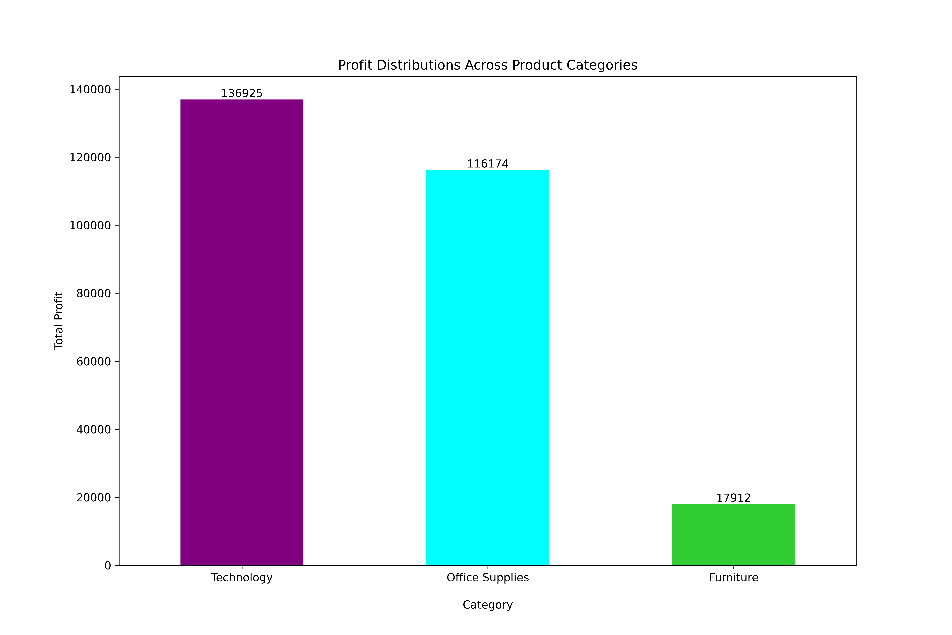 Profit Distributions Across Product Categories
140000
120000
100000
80000
60000
40000
20000
0
Total Profit
136925
116174
17912
Technology
Office Supplies
Furniture
Category